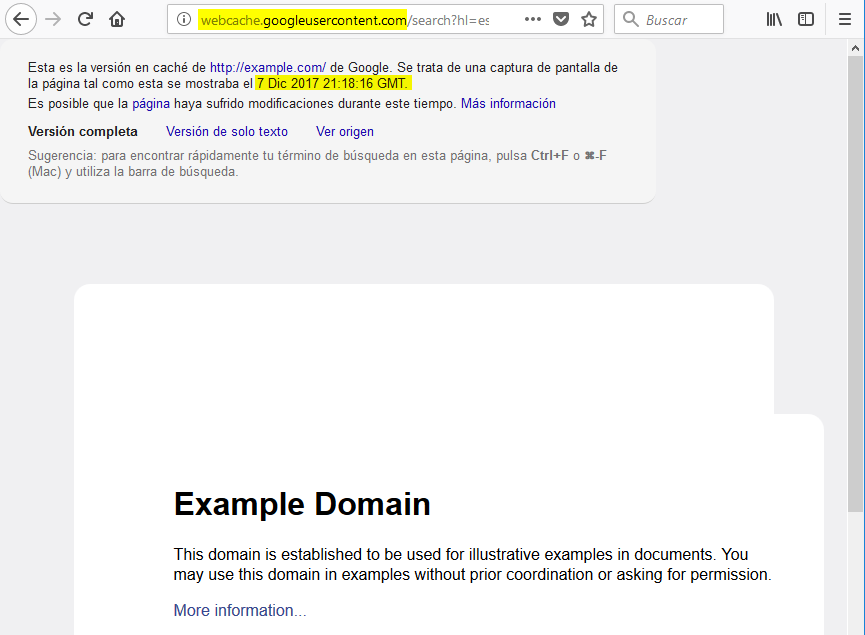 webcache.googleusercontent.com/search?hl=es
Buscar
Esta es la versión en caché de http://example.com/ de Google. Se trata de una captura de pantalla de
la página tal como esta se mostraba el 7 Dic 2017 21:18:16 GMT.
Es posible que la página haya sufrido modificaciones durante este tiempo. Más información
Versión completa Versión de solo texto Ver origen
Sugerencia: para encontrar rápidamente tu término de búsqueda en esta página, pulsa Ctrl+F o ⌘-F
(Mac) y utiliza la barra de búsqueda.
Example Domain
This domain is established to be used for illustrative examples in documents. You
may use this domain in examples without prior coordination or asking for permission.
More information...